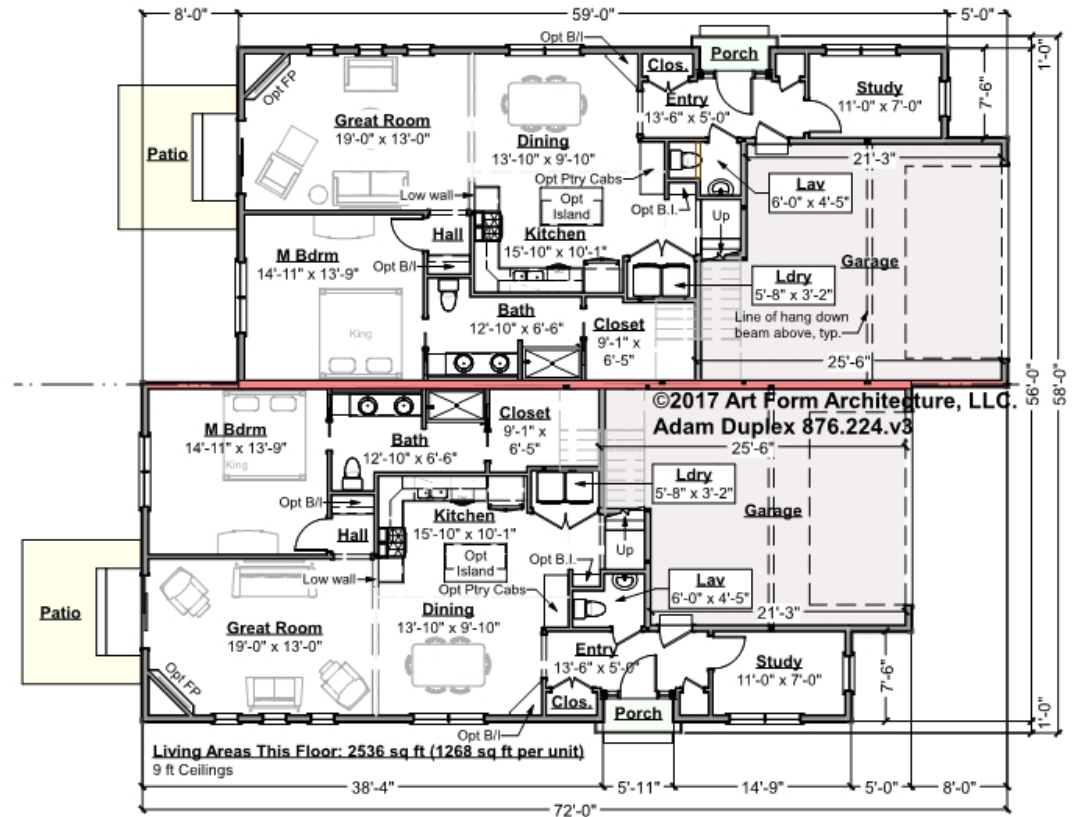 8'-0"
59'-0"
5'-0"
Opt B/I
1'-0"
Porch
Clos.
Opt FP
Study
11'-0" x 7'-0"
7'-6"
Great Room
19'-0" x 13'-0"
Entry
13'-6" x 5'-0"
Dining
13'-10" x 9'-10"
Patio
21'-3"
Opt Ptry Cabs
Lav
6'-0" x 4'-5"
Low wall
Opt
Island
Opt B.I.
Up
Hall
Kitchen
15'-10" x 10'-1"
M Bdrm
14'-11" x 13'-9"
Opt B/I
Garage
Ldry
5'-8" x 3'-2"
Bath
12'-10" x 6'-6"
Closet
9'-1" x
6'-5"
Line of hang down
beam above, typ.
King
25'-6"
56'-0"
58'-0"
©2017 Art Form Architecture, LLC.
Adam Duplex 876.224.v3
M Bdrm
14'-11" x 13'-9"
King
Closet
9'-1" x
6'-5"
Bath
12'-10" x 6'-6"
25'-6"
Ldry
5'-8" x 3'-2"
Opt B/I
Kitchen
15'-10" x 10'-1"
Garage
Hall
Opt
Island
Opt B.I.
Up
Low wall
Opt Ptry Cabs
Lav
6'-0" x 4'-5"
Patio
Dining
13'-10" x 9'-10"
21'-3"
Great Room
19'-0" x 13'-0"
Entry
13'-6" x 5'-0"
Study
11'-0" x 7'-0"
7'-6"
Opt FP
Clos.
Porch
1'-0"
Opt B/I
Living Areas This Floor: 2536 sq ft (1268 sq ft per unit)
9 ft Ceilings
38'-4"
5'-11"
14'-9"
5'-0"
8'-0"
72'-0"